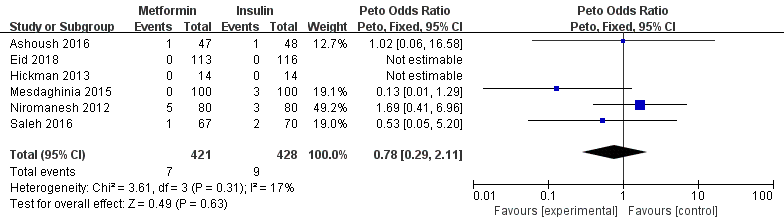 Metformin Insulin Peto Odds Ratio Peto Odds Ratio
Study or Subgroup Events Total Events Total Weight Peto, Fixed, 95% CI Peto, Fixed, 95% CI
Ashoush 2016 1 47 1 48 12.7% 1.02 [0.06, 16.58]
Eid 2018 0 113 0 116 Not estimable
Hickman 2013 0 14 0 14 Not estimable
Mesdaghinia 2015 0 100 3 100 19.1% 0.13 [0.01, 1.29]
Niromanesh 2012 5 80 3 80 49.2% 1.69 [0.41, 6.96]
Saleh 2016 1 67 2 70 19.0% 0.53 [0.05, 5.20]
Total (95% CI) 421 428 100.0% 0.78 [0.29, 2.11]
Total events 7 9
Heterogeneity: Chi² = 3.61, df = 3 (P = 0.31); I² = 17%
Test for overall effect: Z = 0.49 (P = 0.63)
0.01 0.1 1 10 100
Favours [experimental] Favours [control]